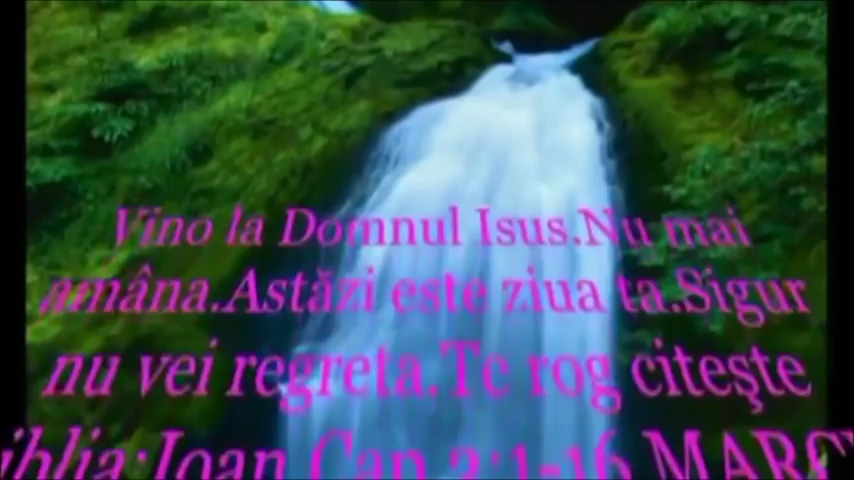 Vino la Domnul Isus.Nu mai
amâna.Astăzi este ziua ta.Sigur
nu vei regreta.Te rog citeşte
Ioan Cap 3:1-16